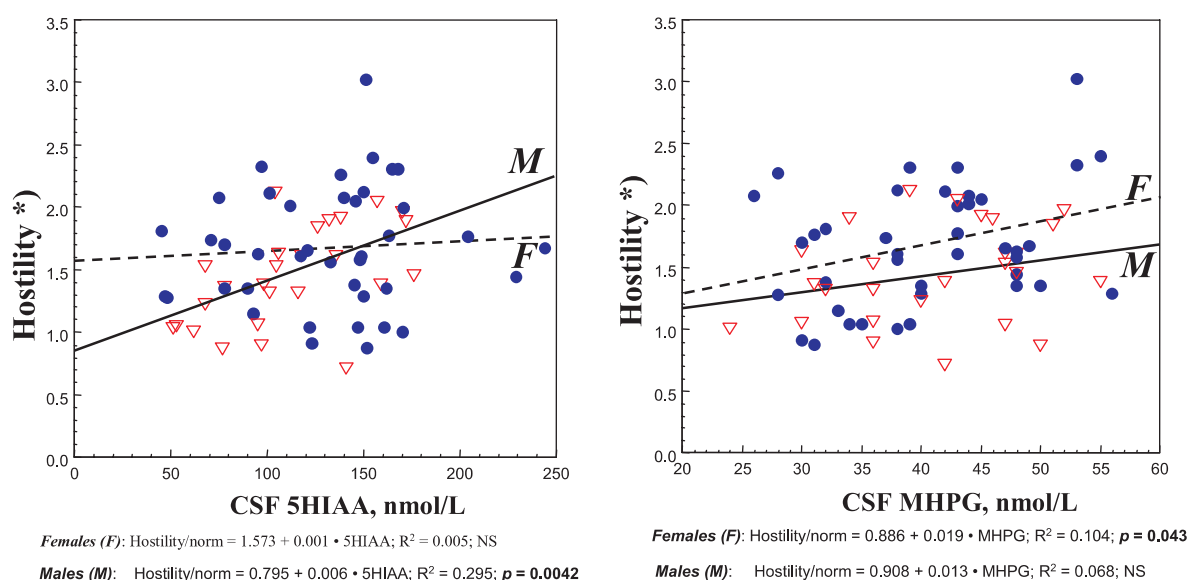 3.5
3.0
2.5
2.0
1.5
1.0
0.5
0.0
Hostility *)
M
F
0 50 100 150 200 250
CSF 5HIAA, nmol/L
Females (F): Hostility/norm = 1.573 + 0.001 • 5HIAA; R² = 0.005; NS
Males (M): Hostility/norm = 0.795 + 0.006 • 5HIAA; R² = 0.295; p = 0.0042
3.5
3.0
2.5
2.0
1.5
1.0
0.5
0.0
Hostility *)
F
M
20 30 40 50 60
CSF MHPG, nmol/L
Females (F): Hostility/norm = 0.886 + 0.019 • MHPG; R² = 0.104; p = 0.043
Males (M): Hostility/norm = 0.908 + 0.013 • MHPG; R² = 0.068; NS